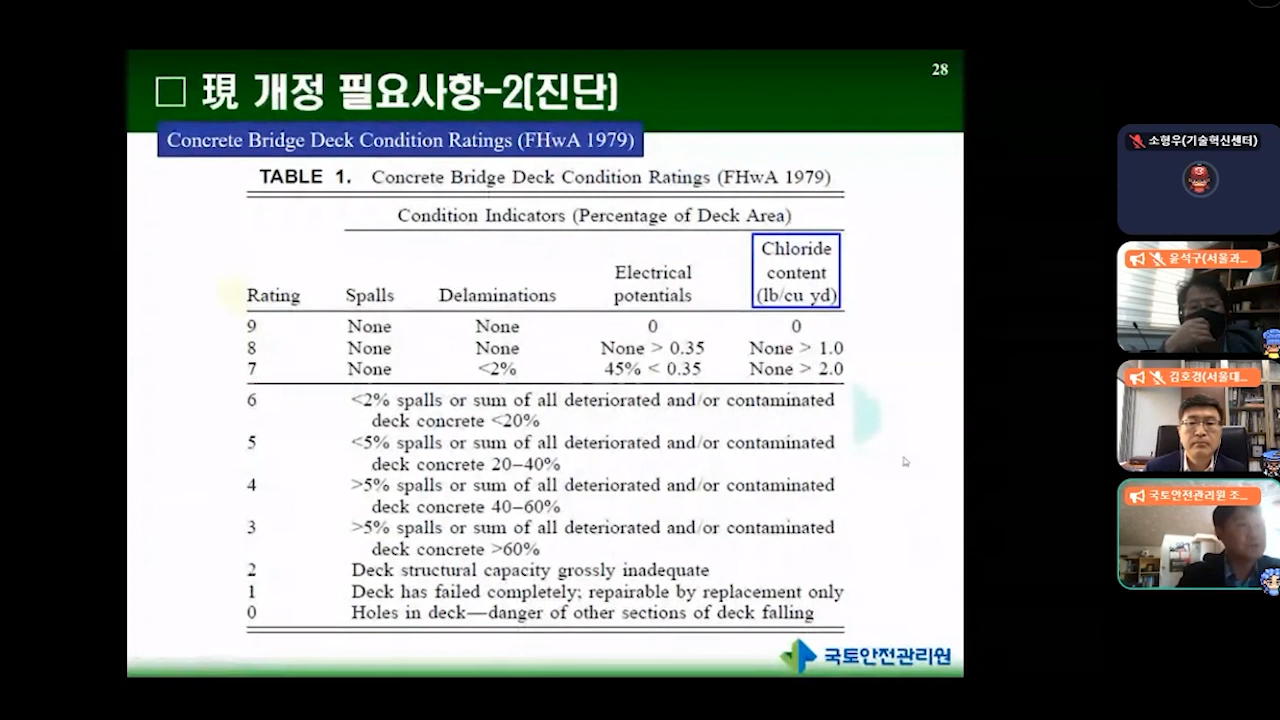 28
□ 現 개정 필요사항-2(진단)
Concrete Bridge Deck Condition Ratings (FHwA 1979)
TABLE 1. Concrete Bridge Deck Condition Ratings (FHwA 1979)
Condition Indicators (Percentage of Deck Area)
Rating Spalls Delaminations Electrical potentials Chloride content (lb/cu yd)
9 None None 0 0
8 None None None > 0.35 None > 1.0
7 None <2% 45% < 0.35 None > 2.0
6 <2% spalls or sum of all deteriorated and/or contaminated
deck concrete <20%
5 <5% spalls or sum of all deteriorated and/or contaminated
deck concrete 20–40%
4 >5% spalls or sum of all deteriorated and/or contaminated
deck concrete 40–60%
3 >5% spalls or sum of all deteriorated and/or contaminated
deck concrete >60%
2 Deck structural capacity grossly inadequate
1 Deck has failed completely; repairable by replacement only
0 Holes in deck—danger of other sections of deck falling
국토안전관리원
소형우(기술혁신센터)
윤석구(서울과...
김호경(서울대...
국토안전관리원 조...